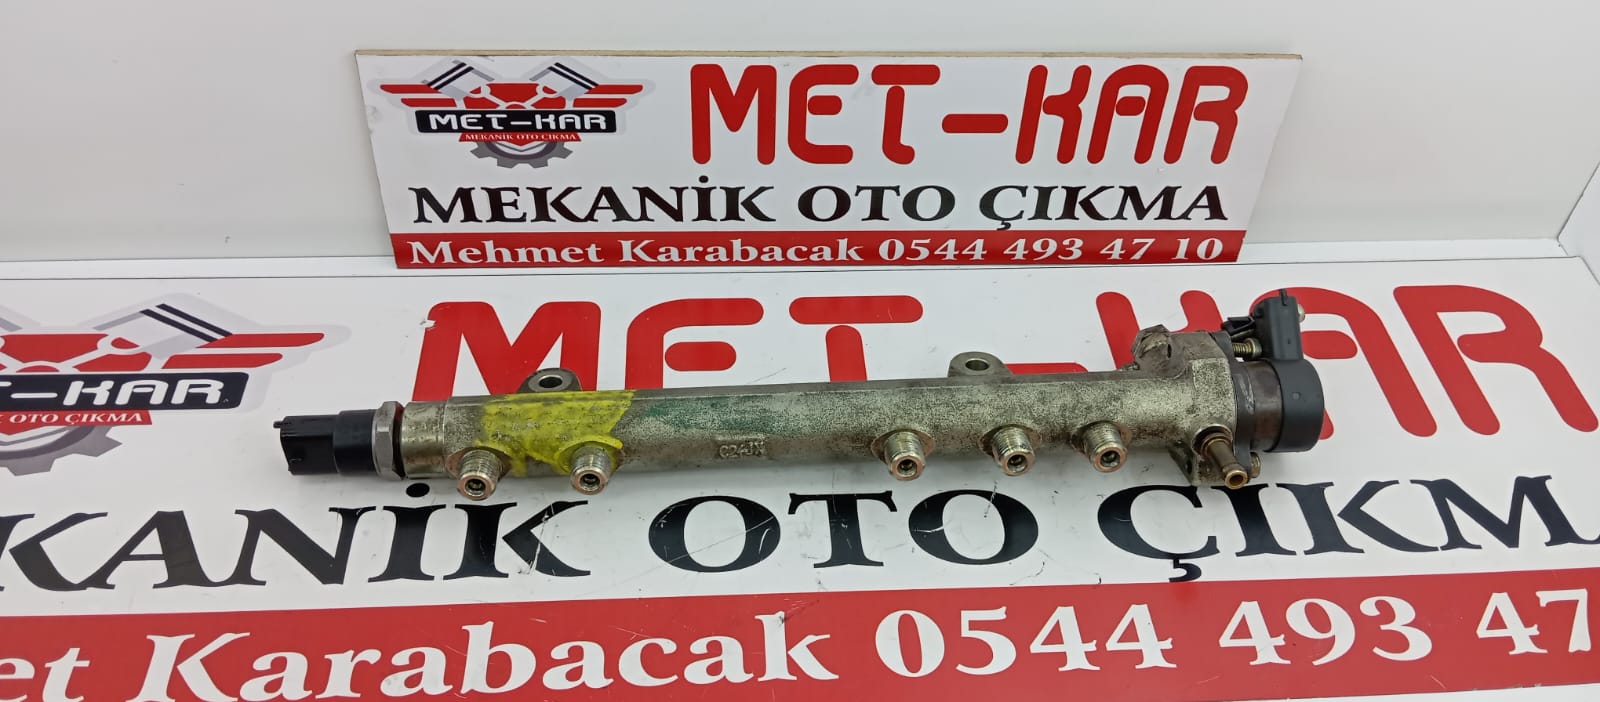 MET-KAR
MEKANİK OTO ÇIKMA
MET-KAR
MEKANİK OTO ÇIKMA
Mehmet Karabacak 0544 493 47 10
-KAR
OTO ÇIKMA
MET-KAR
KANİK OTO ÇIKMA
et Karabacak 0544 493 47